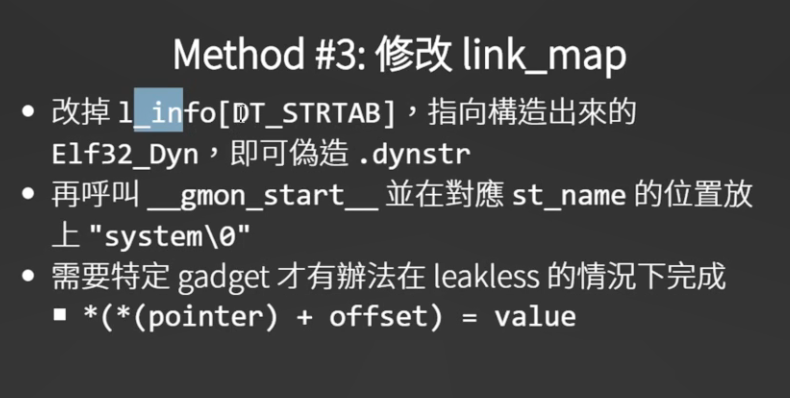 Method #3: 修改 link_map
• 改掉 l_info[DT_STRTAB],指向構造出來的
Elf32_Dyn,即可偽造 .dynstr
• 再呼叫 __gmon_start__ 並在對應 st_name 的位置放
上 "system\0"
• 需要特定 gadget 才有辦法在 leakless 的情況下完成
▪ *(*(pointer) + offset) = value